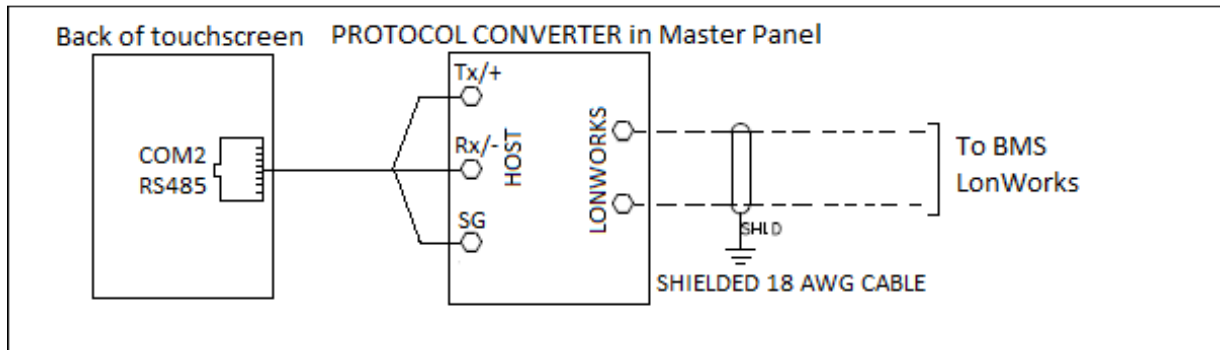 Back of touchscreen
PROTOCOL CONVERTER in Master Panel
COM2
RS485
Tx/+
Rx/-
SG
HOST
LONWORKS
SHLD
To BMS
LonWorks
SHIELDED 18 AWG CABLE